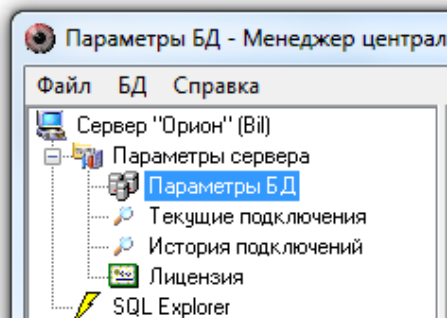 Параметры БД - Менеджер централ
Файл БД Справка
Сервер "Орион" (Bil)
Параметры сервера
Параметры БД
Текущие подключения
История подключений
Лицензия
SQL Explorer